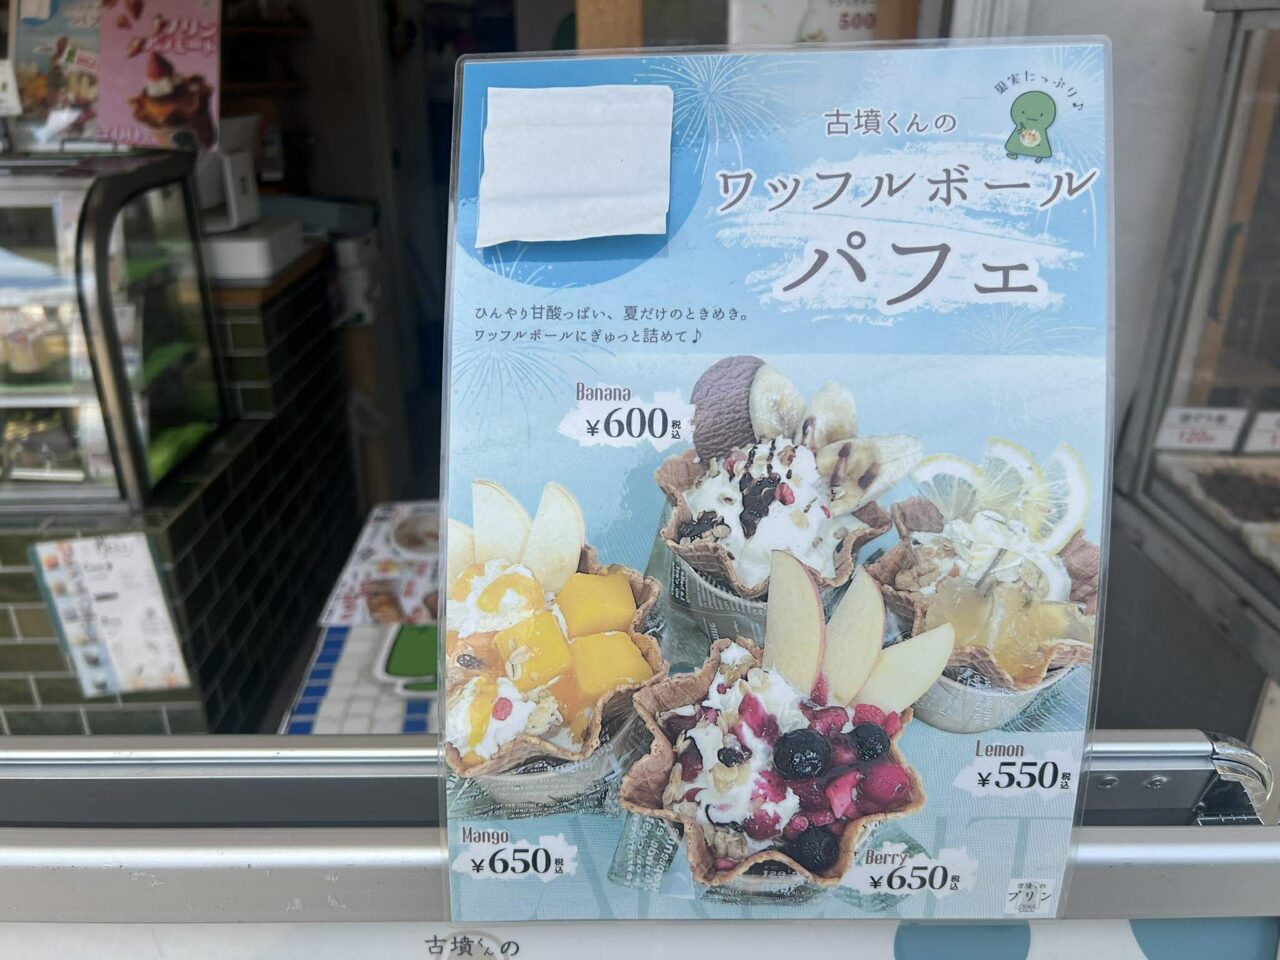 果実たっぷり♪
古墳くんの
ワッフルボール
パフェ
ひんやり甘酸っぱい、夏だけのときめき。
ワッフルボールにぎゅっと詰めて♪
Banana
¥600税込
Lemon
¥550税込
Mango
¥650税込
Berry
¥650税込
古墳くんの
プリン
古墳くんの
500